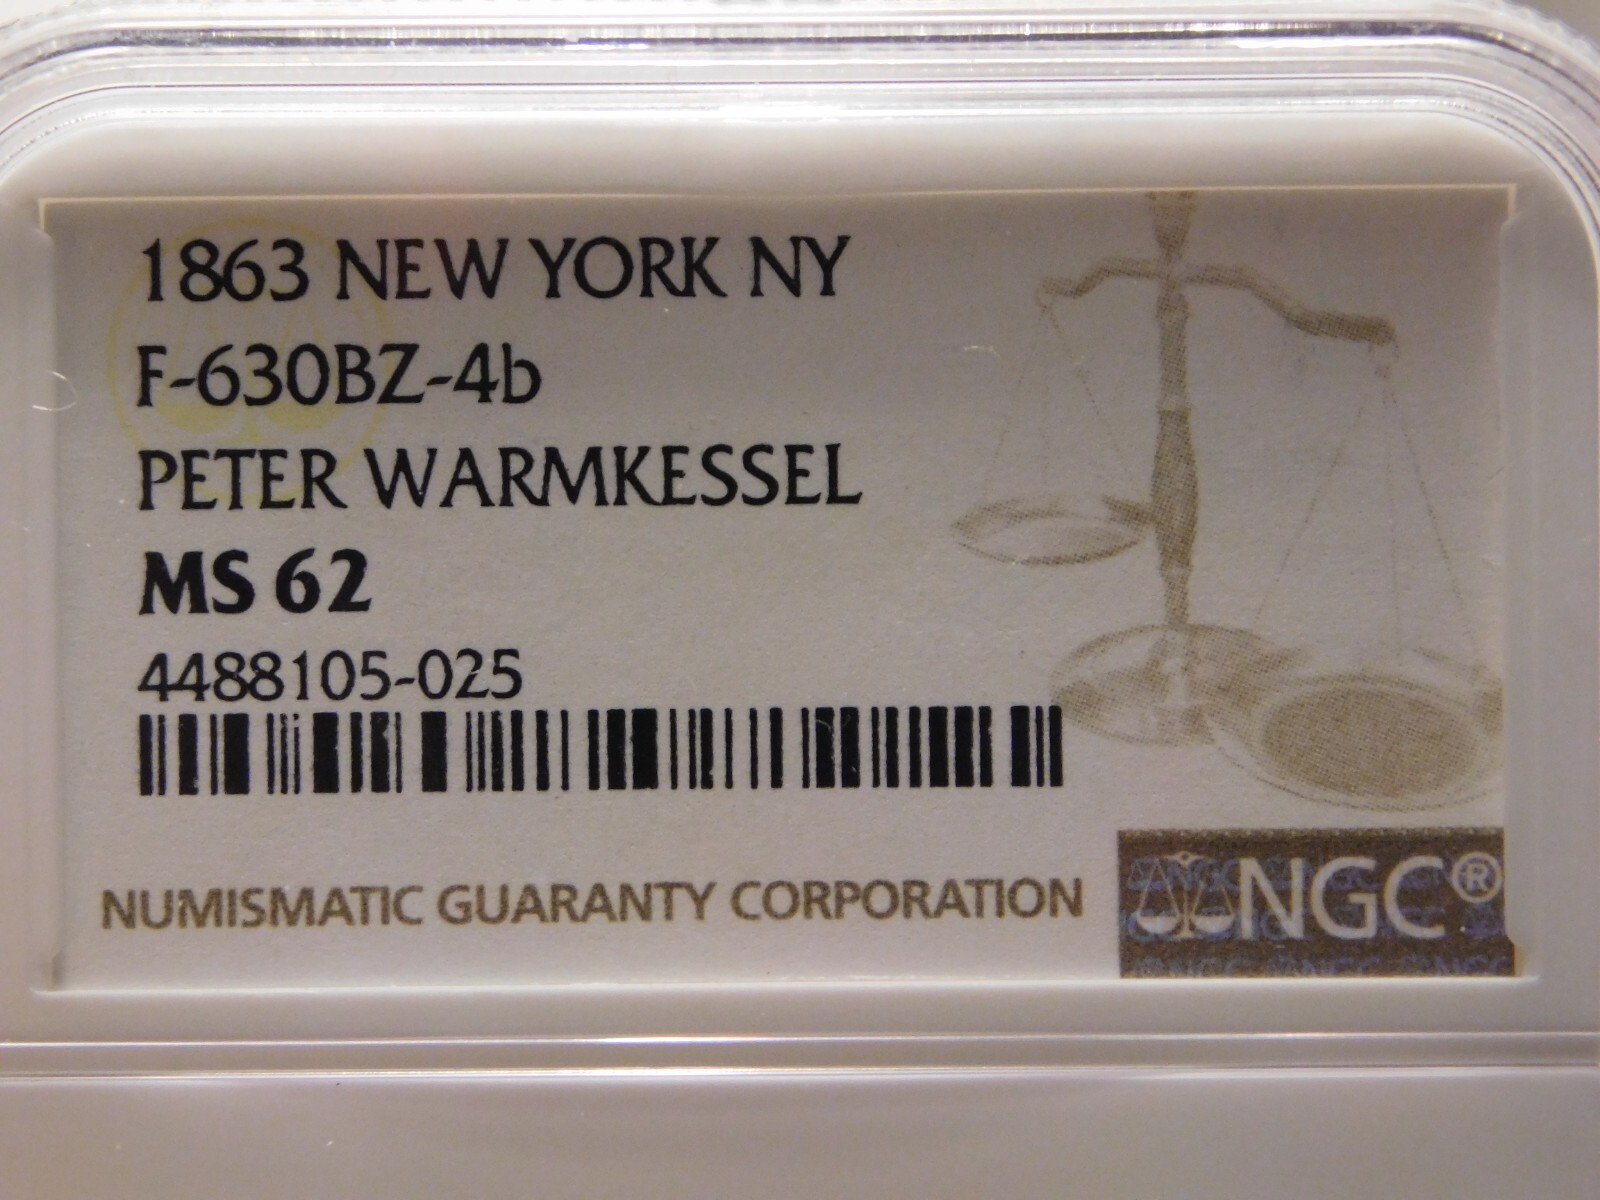 1863 NEW YORK NY
F-630BZ-4b
PETER WARMKESSEL
MS 62
4488105-025
NUMISMATIC GUARANTY CORPORATION
NGC®